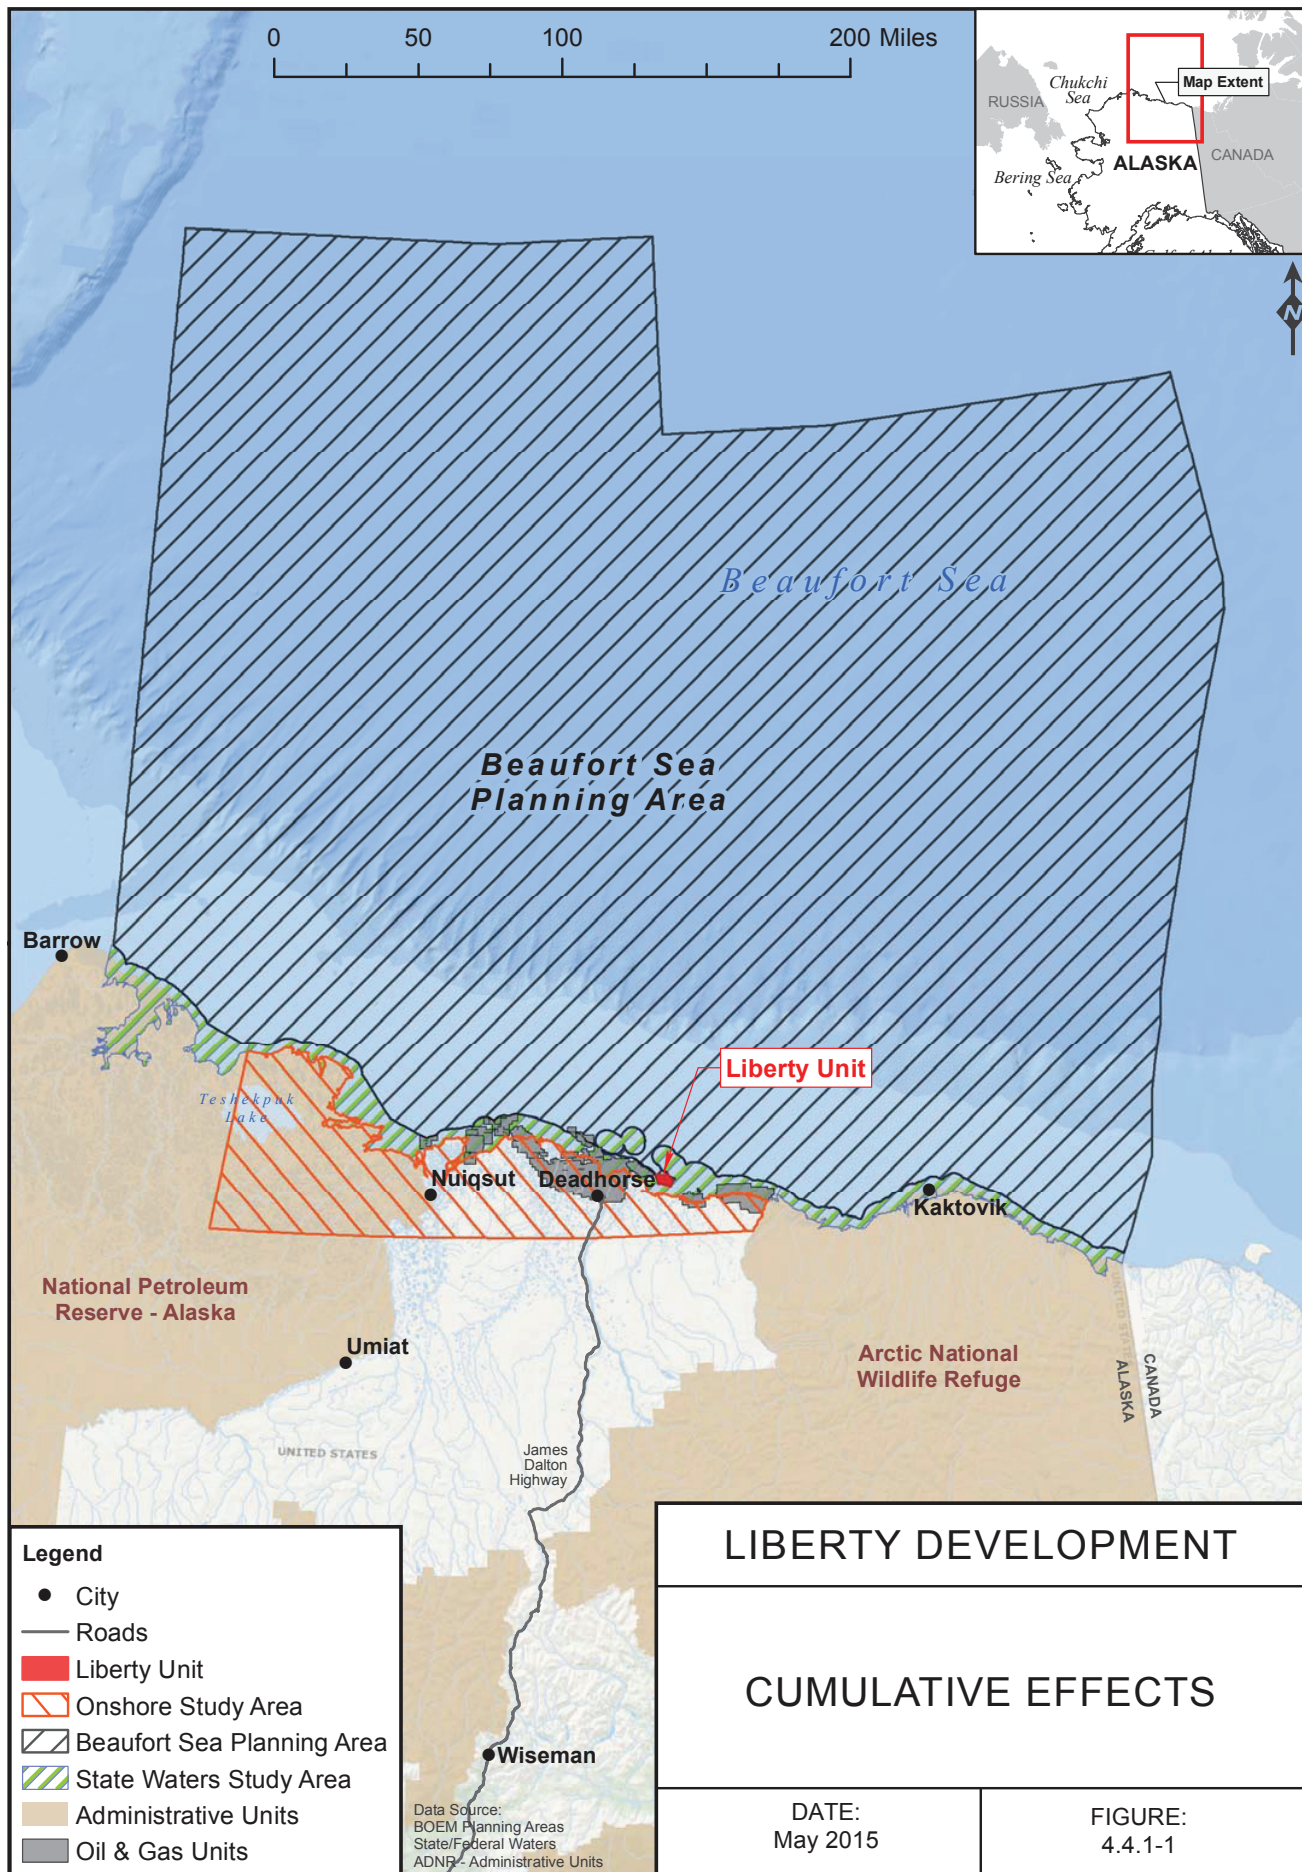 0 50 100 200 Miles
Chukchi
Sea
RUSSIA
Map Extent
Bering Sea
ALASKA
CANADA
N
Beaufort Sea
Beaufort Sea
Planning Area
Barrow
Liberty Unit
Teshekpuk
Lake
Nuiqsut
Deadhorse
Kaktovik
National Petroleum
Reserve - Alaska
Umiat
Arctic National
Wildlife Refuge
UNITED STATES
ALASKA
CANADA
UNITED STATES
James
Dalton
Highway
Wiseman
Legend
City
Roads
Liberty Unit
Onshore Study Area
Beaufort Sea Planning Area
State Waters Study Area
Administrative Units
Oil & Gas Units
Data Source:
BOEM Planning Areas
State/Federal Waters
ADNR - Administrative Units
LIBERTY DEVELOPMENT
CUMULATIVE EFFECTS
DATE:
May 2015
FIGURE:
4.4.1-1